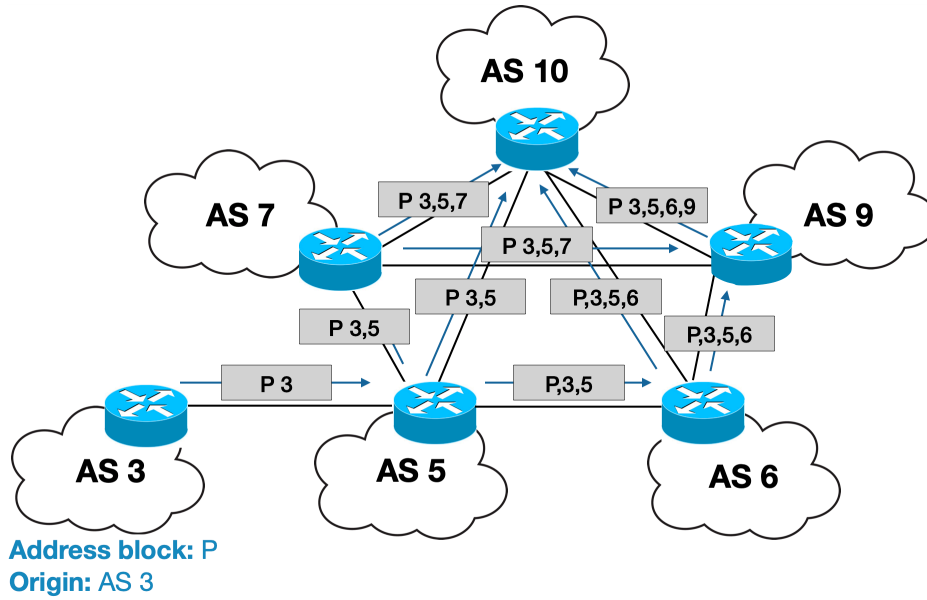 AS 10
P 3,5,7
P 3,5,6,9
AS 7
AS 9
P 3,5,7
P 3,5
P,3,5,6
P 3,5
P,3,5,6
P 3
P,3,5
AS 3
AS 5
AS 6
Address block: P
Origin: AS 3